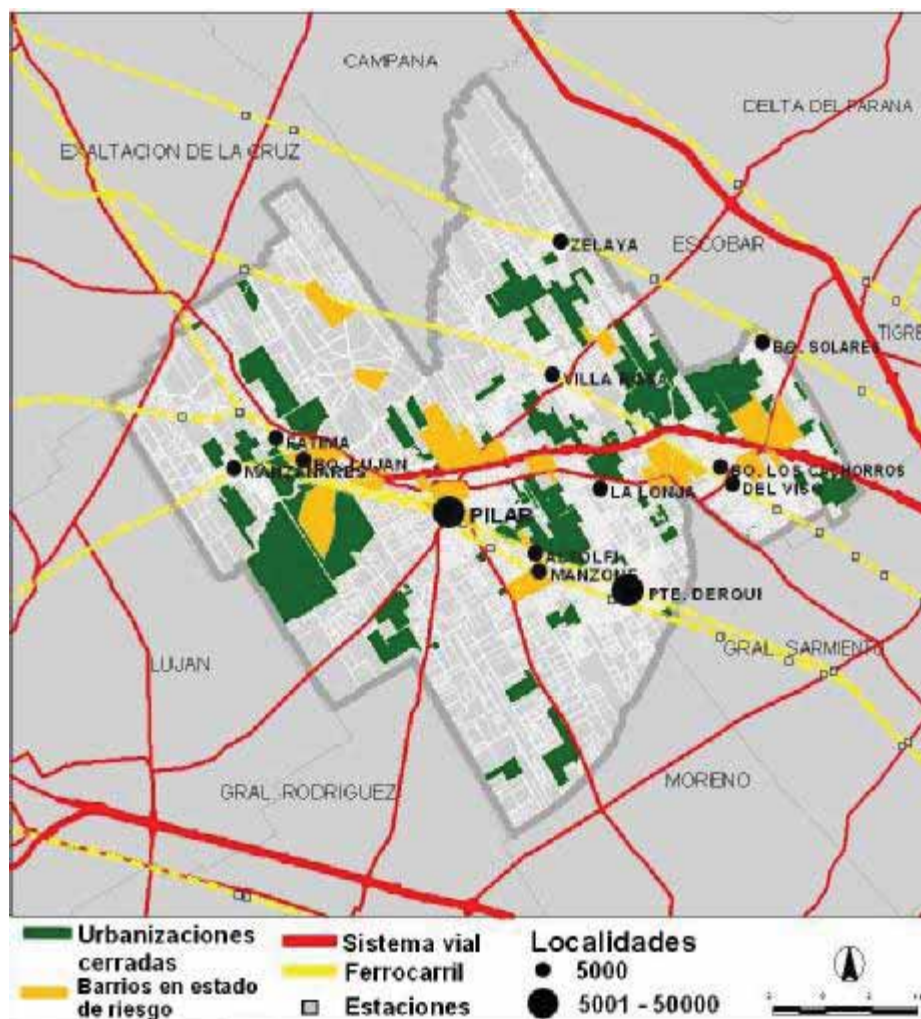 CAMPANA
DELTA DEL PARANA
EXALTACION DE LA CRUZ
ZELAYA
ESCOBAR
TIGRE
BO. SOLARES
VILLA ROSA
FATIMA
BO. LUJAN
MANZANARES
BO. LOS CACHORROS
DEL VISO
LA LONJA
PILAR
MANZONE
PTE. DERQUI
GRAL. SARMIENTO
LUJAN
MORENO
GRAL. RODRIGUEZ
Urbanizaciones
cerradas
Barrios en estado
de riesgo
Sistema vial
Ferrocarril
Estaciones
Localidades
5000
5001 - 50000